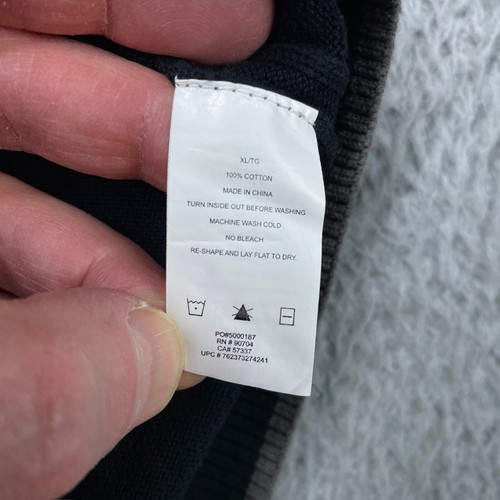 XL/TG
100% COTTON
MADE IN CHINA
TURN INSIDE OUT BEFORE WASHING
MACHINE WASH COLD
NO BLEACH
RE-SHAPE AND LAY FLAT TO DRY.
PO#5000187
RN # 90704
CA# 57337
UPC # 762373274241